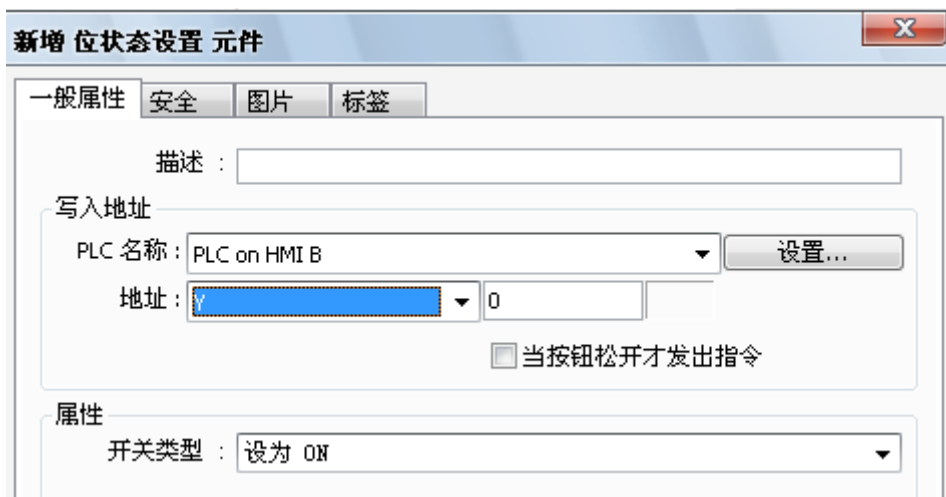 新增 位状态设置 元件
一般属性 安全 图片 标签
描述 :
写入地址
PLC 名称 : PLC on HMI B 设置...
地址 : Y 0
当按钮松开才发出指令
属性
开关类型 : 设为 ON